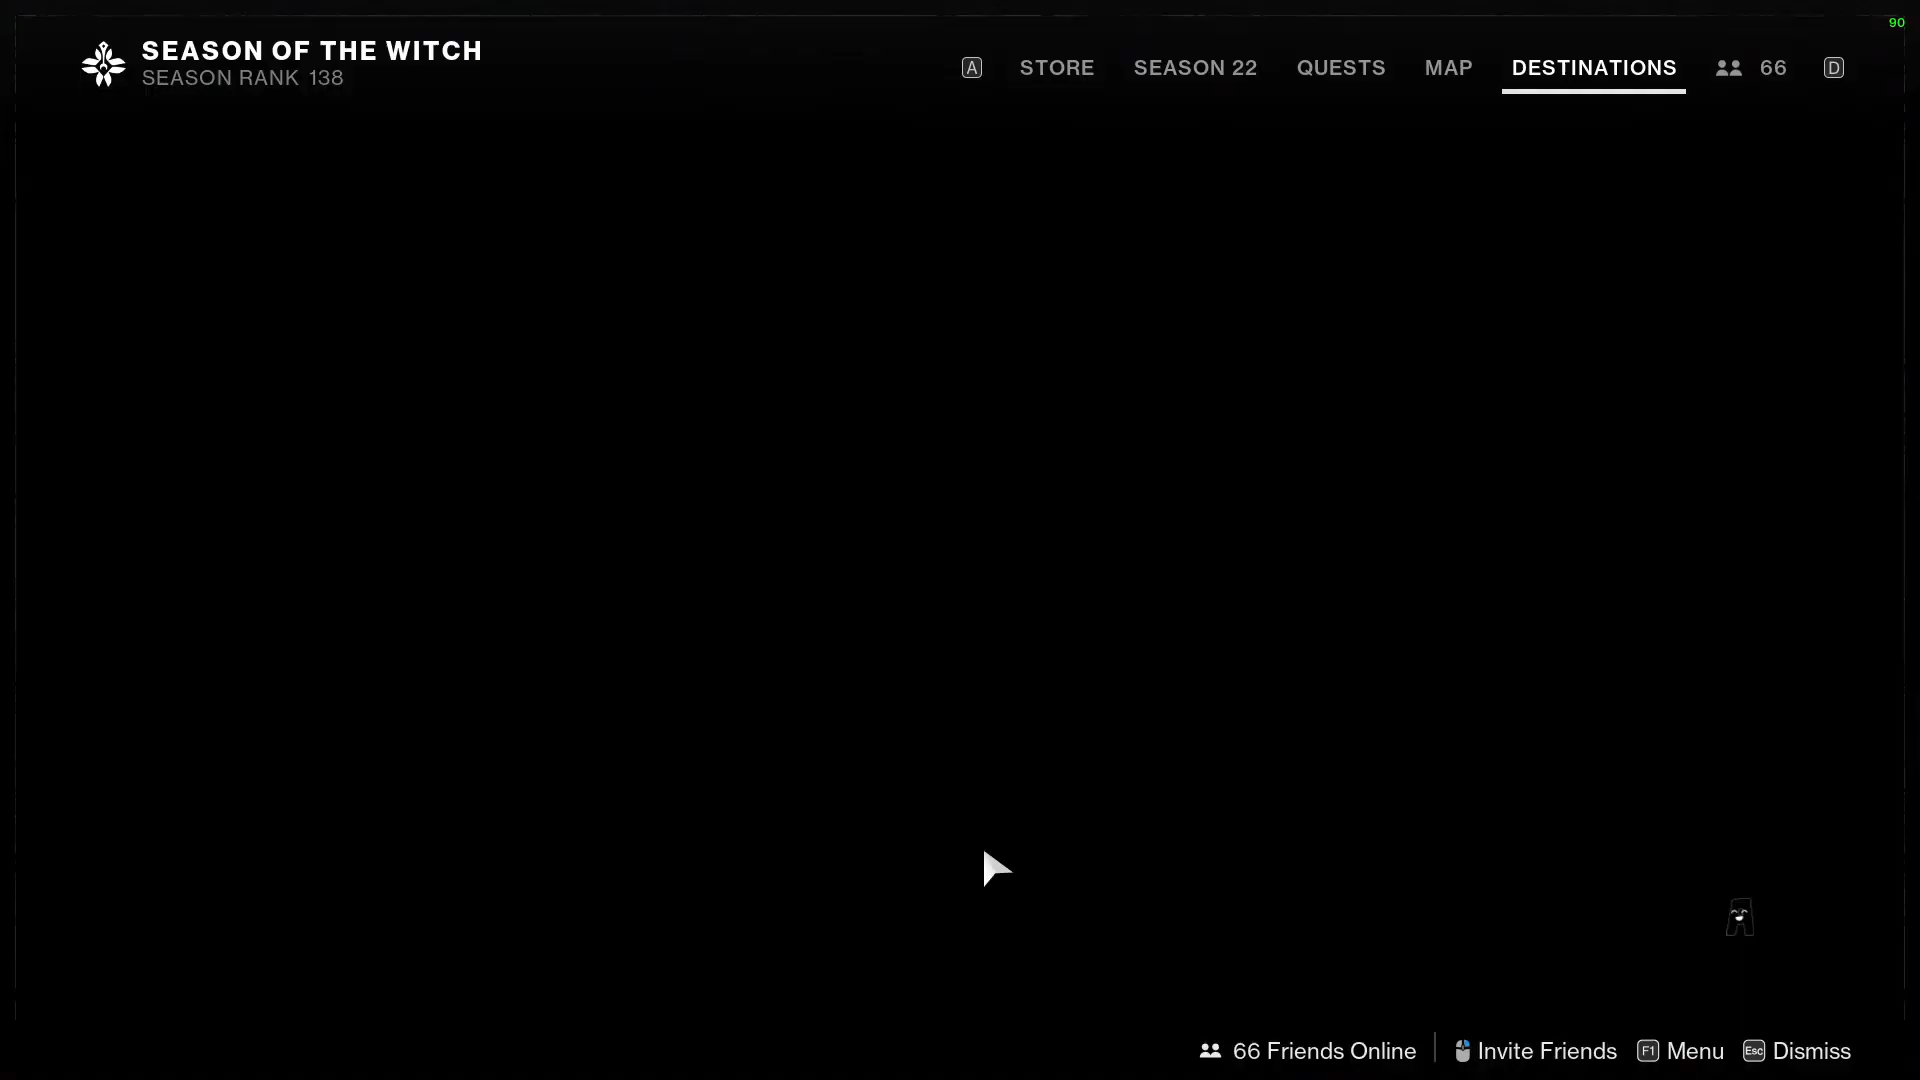 90
SEASON OF THE WITCH
SEASON RANK 138
A STORE SEASON 22 QUESTS MAP DESTINATIONS 66 D
66 Friends Online Invite Friends F1 Menu Esc Dismiss